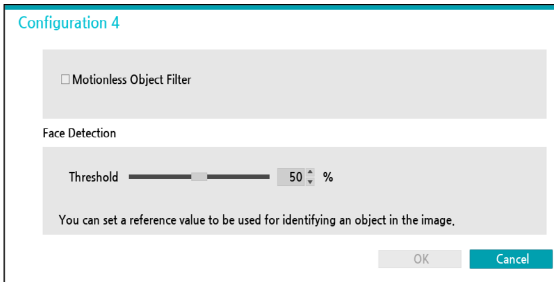 Configuration 4
Motionless Object Filter
Face Detection
Threshold 50 %
You can set a reference value to be used for identifying an object in the image.
OK Cancel